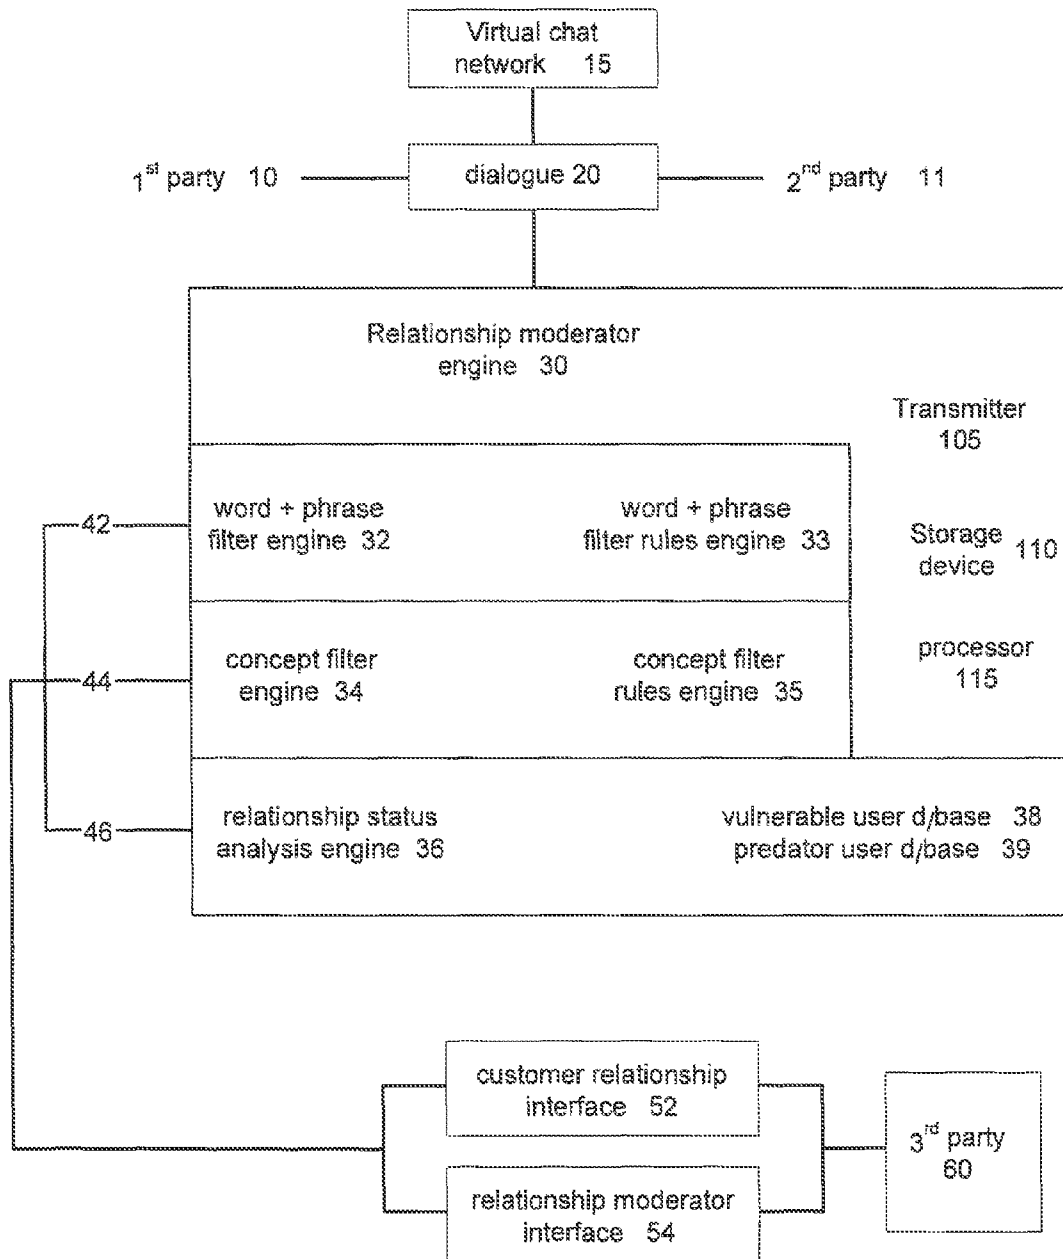 Virtual chat
network 15
1st party 10
dialogue 20
2nd party 11
Relationship moderator
engine 30
Transmitter
105
42
word + phrase
filter engine 32
word + phrase
filter rules engine 33
Storage
device 110
44
concept filter
engine 34
concept filter
rules engine 35
processor
115
46
relationship status
analysis engine 36
vulnerable user d/base 38
predator user d/base 39
customer relationship
interface 52
3rd party
60
relationship moderator
interface 54